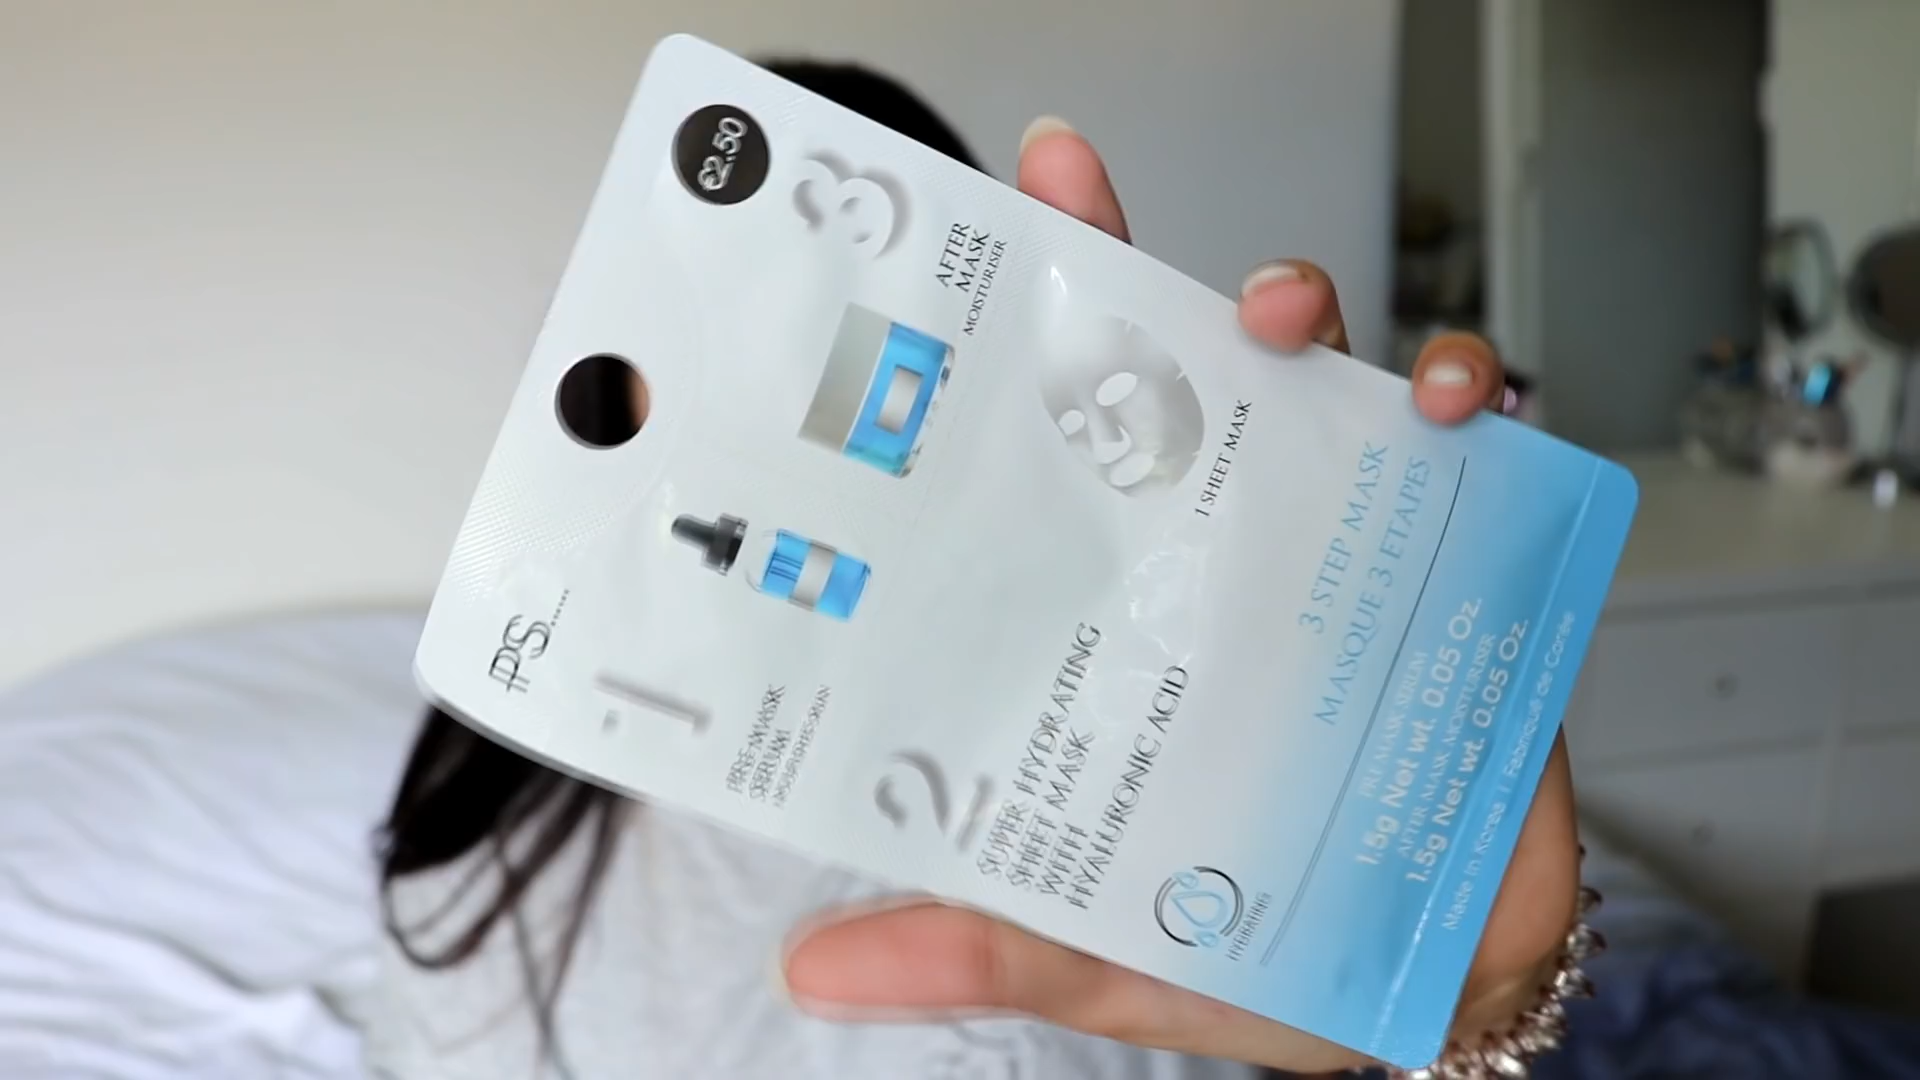 €2.50
PS.......
1
PRE-MASK
SERUM
3
AFTER
MASK
MOISTURISER
2
SUPER HYDRATING
SHEET MASK
WITH
HYALURONIC ACID
1 SHEET MASK
HYDRATING
3 STEP MASK
MASQUE 3 ETAPES
PRE MASK SERUM
1.5g Net wt. 0.05 Oz.
AFTER MASK MOISTURISER
1.5g Net wt. 0.05 Oz.
Made in Korea / Fabriqué de Corée